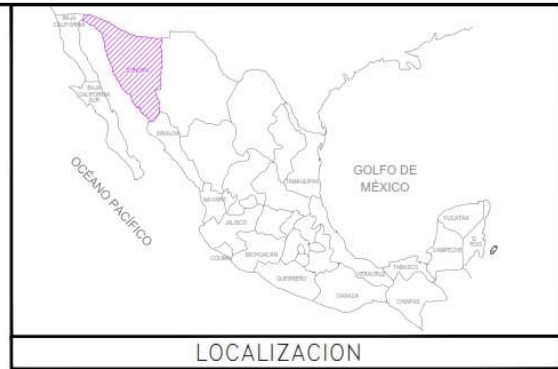 BAJA
CALIFORNIA
SONORA
BAJA
CALIFORNIA
SUR
SINALOA
OCÉANO PACÍFICO
GOLFO DE
MÉXICO
TAMAULIPAS
NAYARIT
JALISCO
COLIMA
MICHOACÁN
GUERRERO
OAXACA
VERACRUZ
TABASCO
CHIAPAS
CAMPECHE
YUCATÁN
Q.
ROO
LOCALIZACION